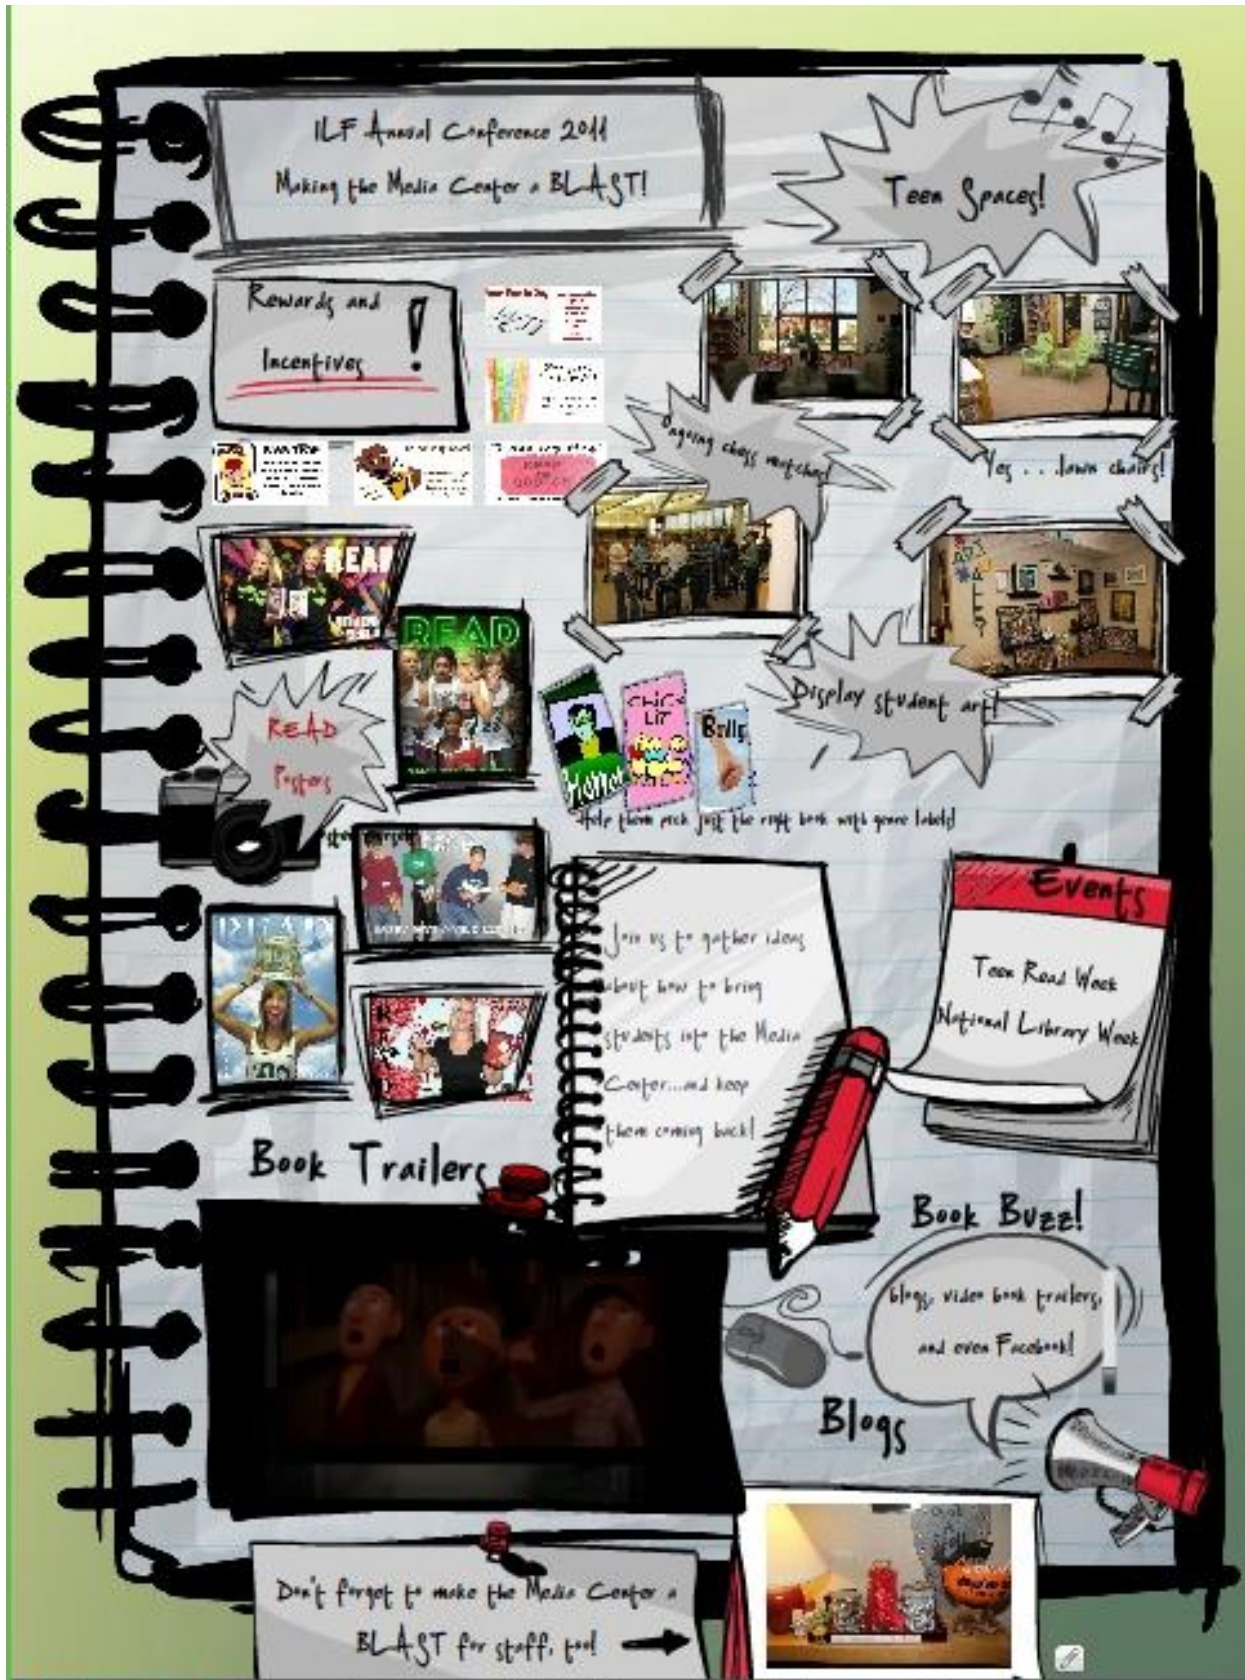 ILF Annual Conference 2011
Making the Media Center a BLAST!
Teen Spaces!
Rewards and
Incentives !
Ongoing chess matches!
Yes . . .lawn chairs!
READ
READ
READ
Posters
Display student art!
Horror
CHICK
LIT
Bully
Help them pick just the right book with genre labels!
Join us to gather ideas
about how to bring
students into the Media
Center...and keep
them coming back!
Events
Teen Read Week
National Library Week
Book Trailers
Book Buzz!
blogs, video book trailers,
and even Facebook!
Blogs
Don't forget to make the Media Center a
BLAST for staff, too!